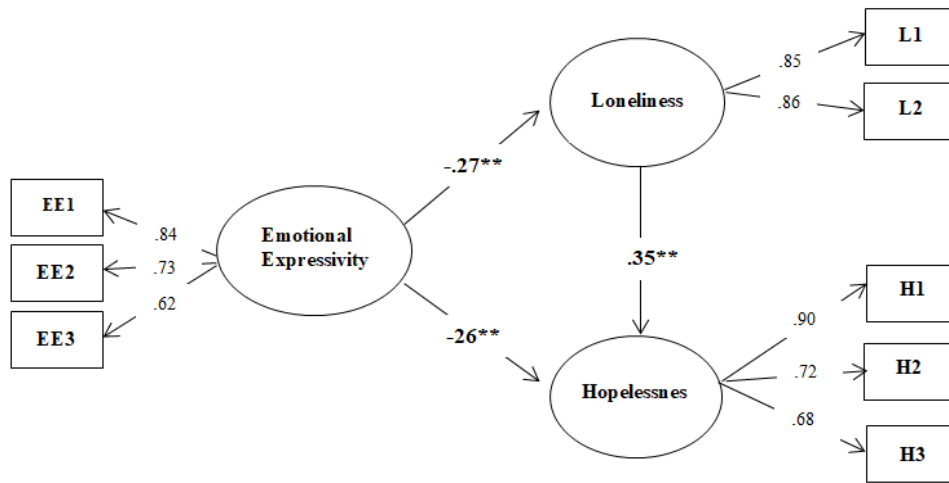 L1
.85
Loneliness
.86
L2
-.27**
EE1
.84
Emotional
Expressivity
EE2
.73
.35**
EE3
.62
H1
-26**
.90
H2
.72
Hopelessnes
.68
H3